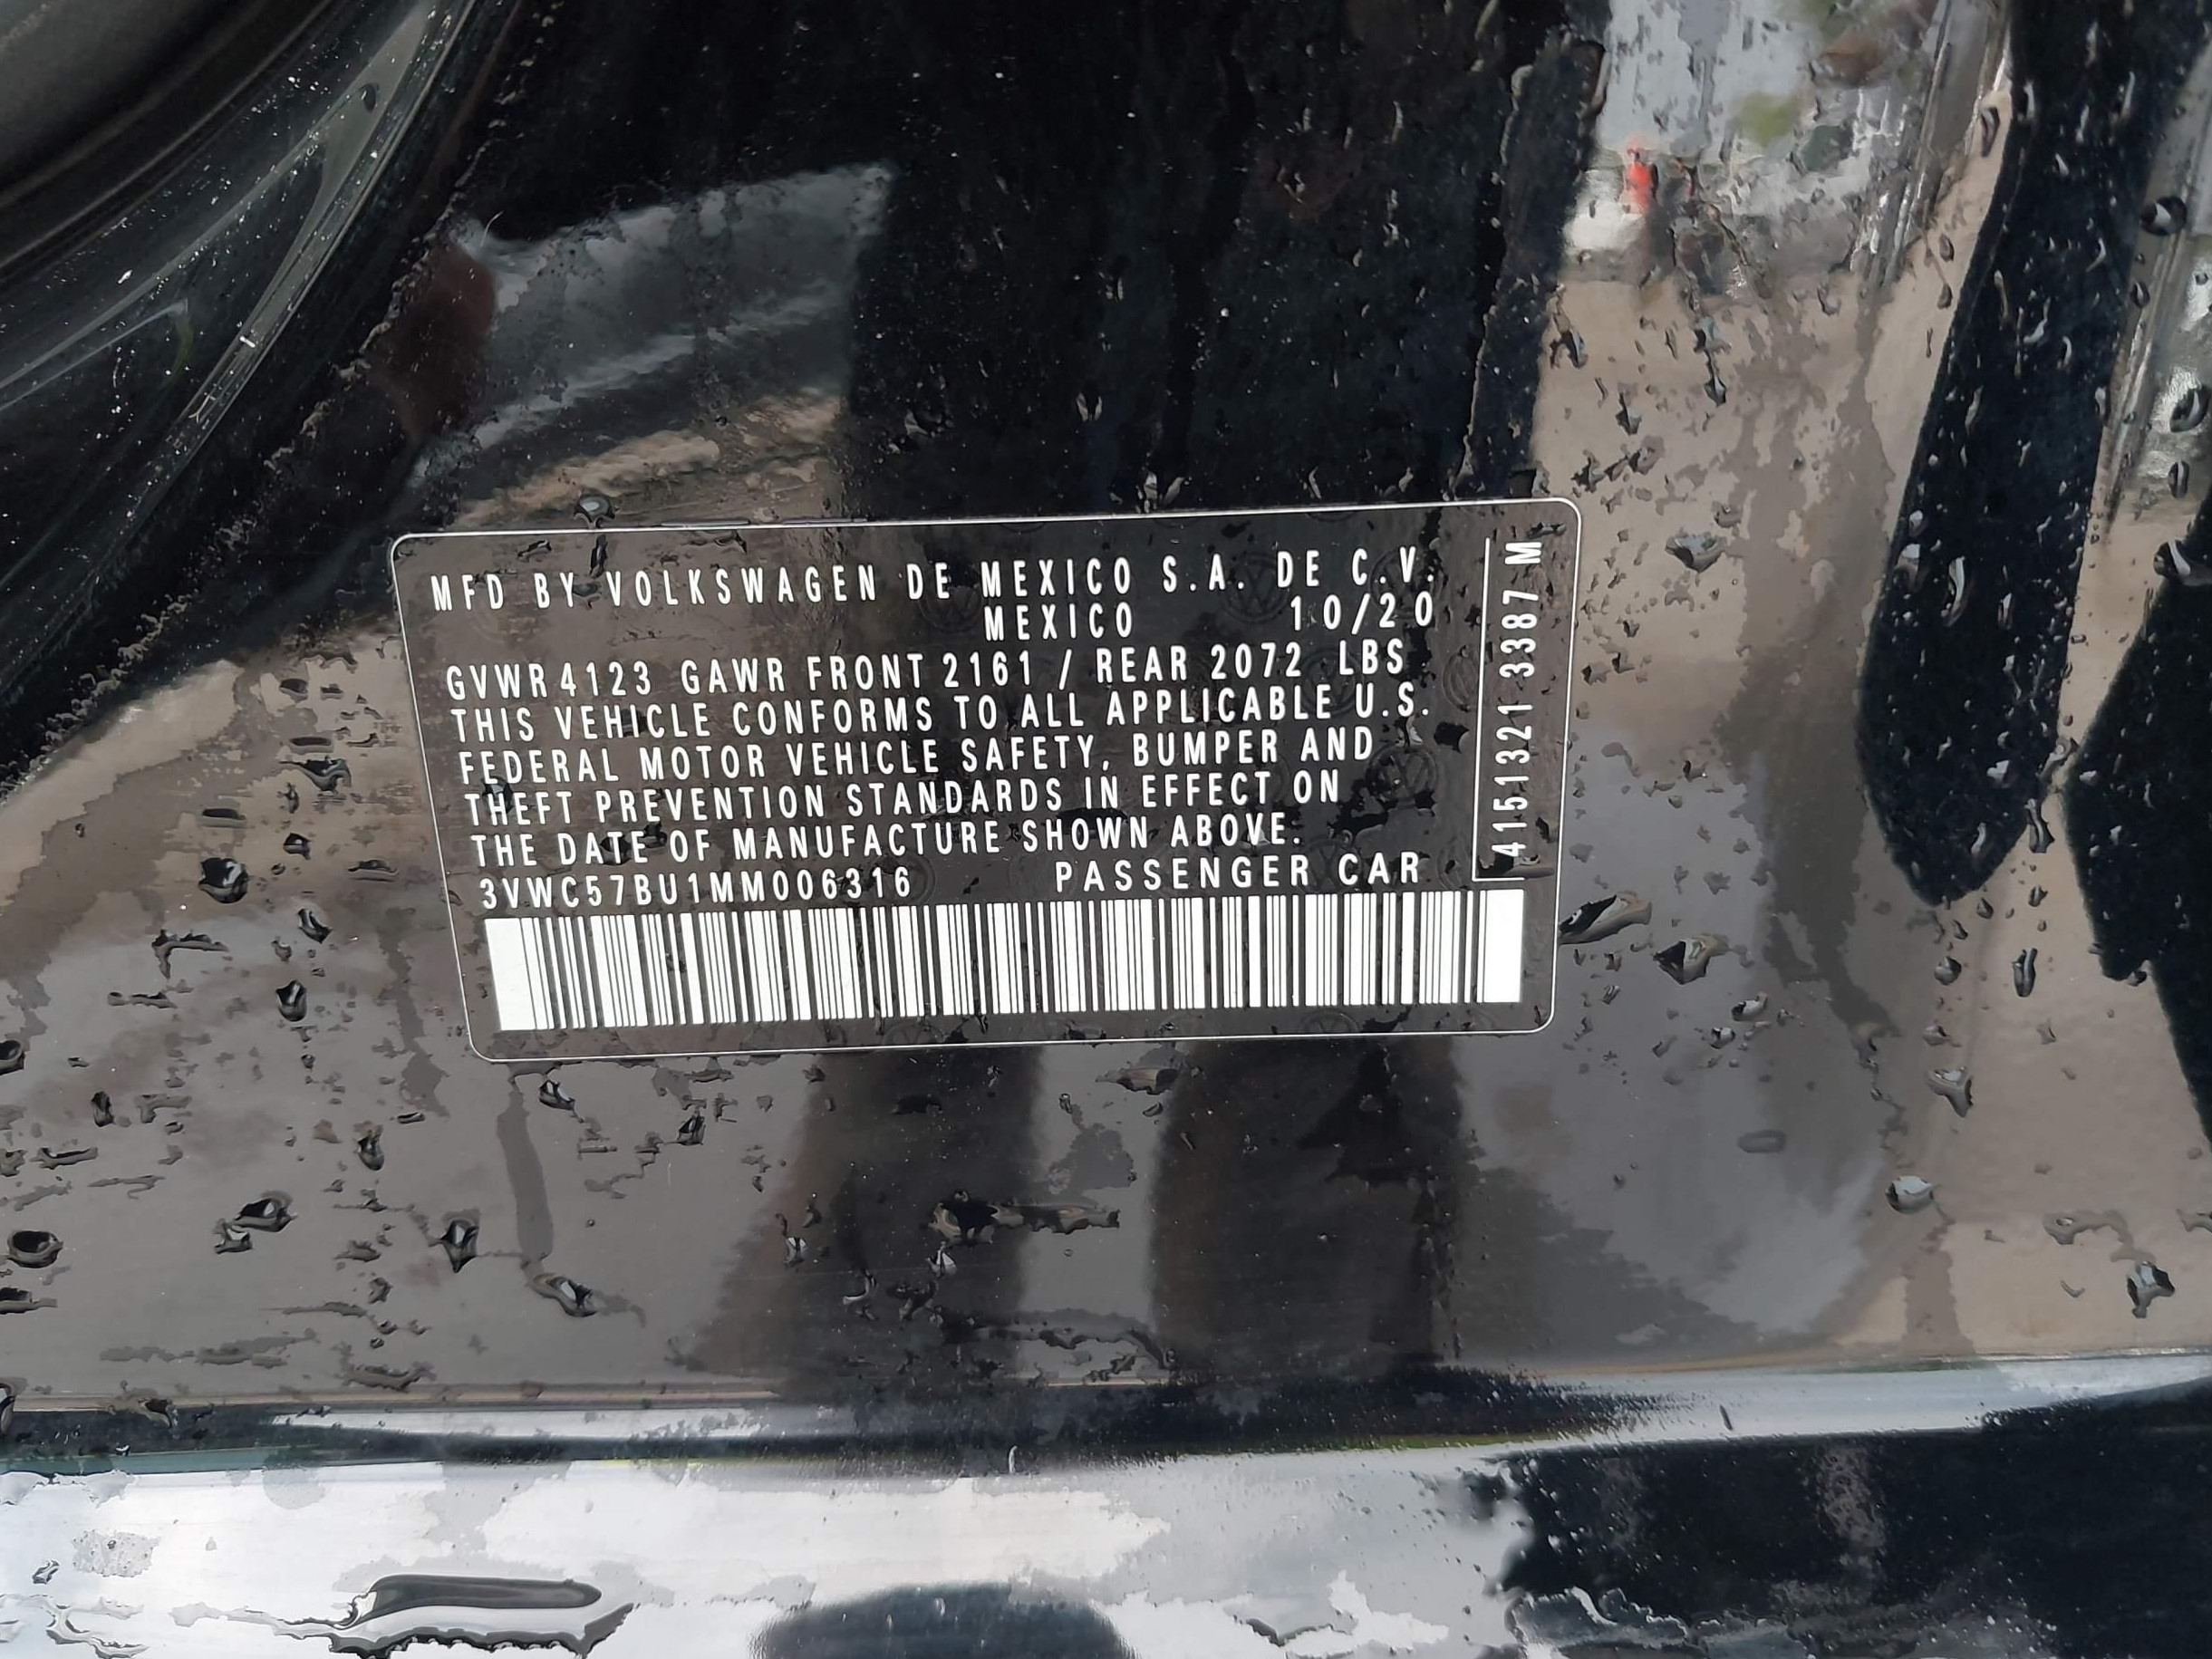 MFD BY VOLKSWAGEN DE MEXICO S.A. DE C.V.
MEXICO 10/20
GVWR 4123 GAWR FRONT 2161 / REAR 2072 LBS
THIS VEHICLE CONFORMS TO ALL APPLICABLE U.S.
FEDERAL MOTOR VEHICLE SAFETY, BUMPER AND
THEFT PREVENTION STANDARDS IN EFFECT ON
THE DATE OF MANUFACTURE SHOWN ABOVE.
3VWC57BU1MM006316 PASSENGER CAR
4151321 3387 M